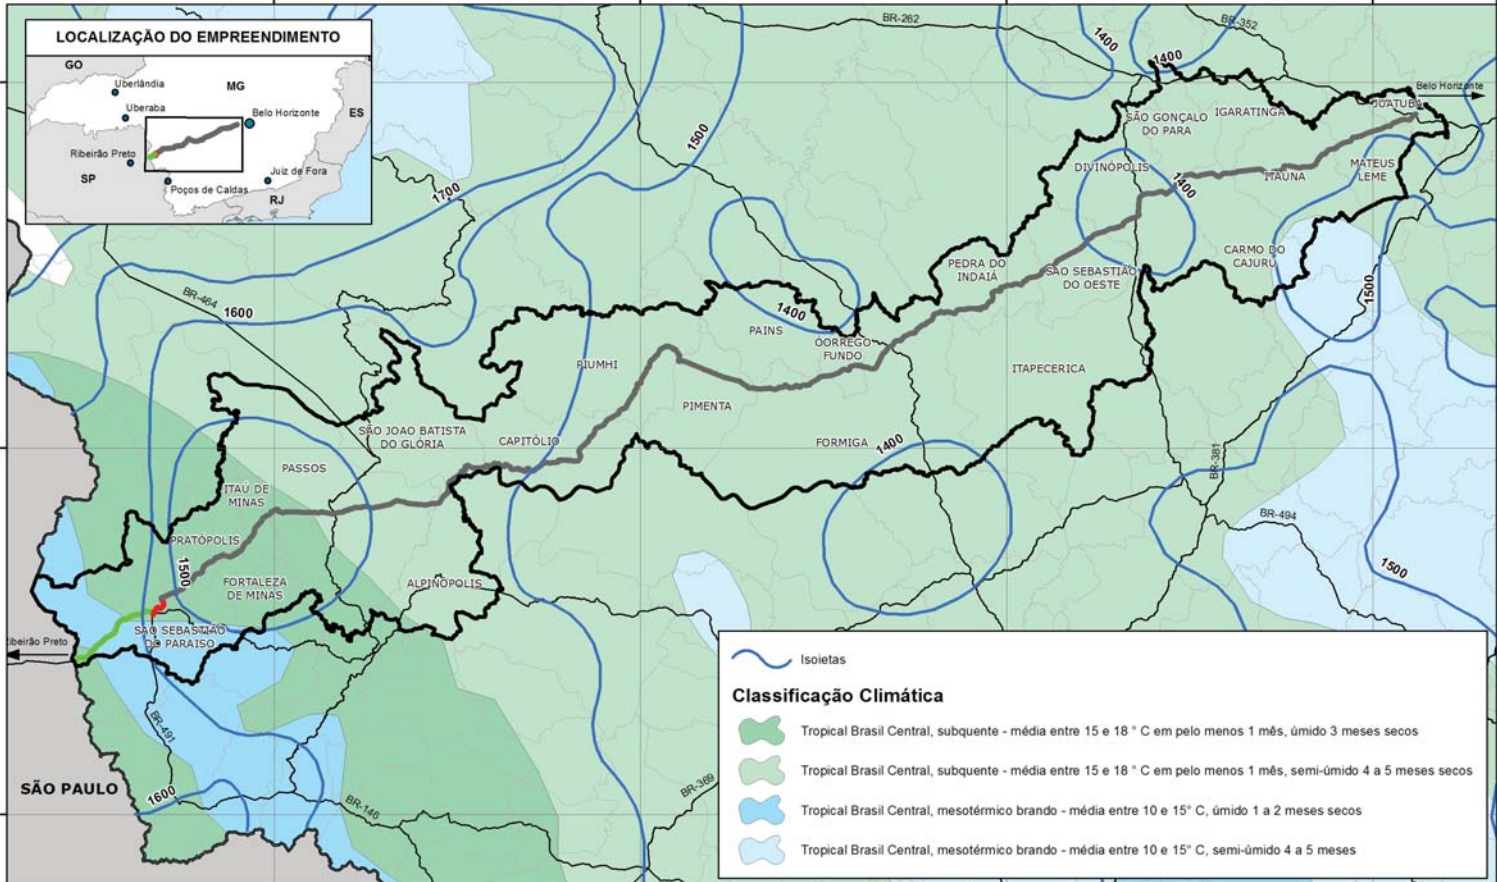 LOCALIZAÇÃO DO EMPREENDIMENTO
GO
Uberlândia
MG
Uberaba
Belo Horizonte
ES
Ribeirão Preto
SP
Poços de Caldas
Juiz de Fora
RJ
BR-262
BR-352
1400
1400
Belo Horizonte
JUATUBA
IGARATINGA
SÃO GONÇALO
DO PARA
1500
DIVINÓPOLIS
MATEUS
LEME
ITAUNA
1400
1700
CARMO DO
CAJURU
PEDRA DO
INDAIÁ
SÃO SEBASTIÃO
DO OESTE
1500
BR-464
1600
1400
PAINS
CORREGO
FUNDO
PIUMHI
ITAPECERICA
PIMENTA
SÃO JOAO BATISTA
DO GLÓRIA
CAPITÓLIO
FORMIGA
1400
PASSOS
BR-381
ITAÚ DE
MINAS
BR-494
PRATÓPOLIS
1500
FORTALEZA
DE MINAS
ALPINÓPOLIS
1500
SÃO SEBASTIÃO
DO PARAISO
Ribeirão Preto
BR-491
SÃO PAULO
1600
BR-146
BR-369
Isoietas
Classificação Climática
Tropical Brasil Central, subquente - média entre 15 e 18 ° C em pelo menos 1 mês, úmido 3 meses secos
Tropical Brasil Central, subquente - média entre 15 e 18 ° C em pelo menos 1 mês, semi-úmido 4 a 5 meses secos
Tropical Brasil Central, mesotérmico brando - média entre 10 e 15° C, úmido 1 a 2 meses secos
Tropical Brasil Central, mesotérmico brando - média entre 10 e 15° C, semi-úmido 4 a 5 meses